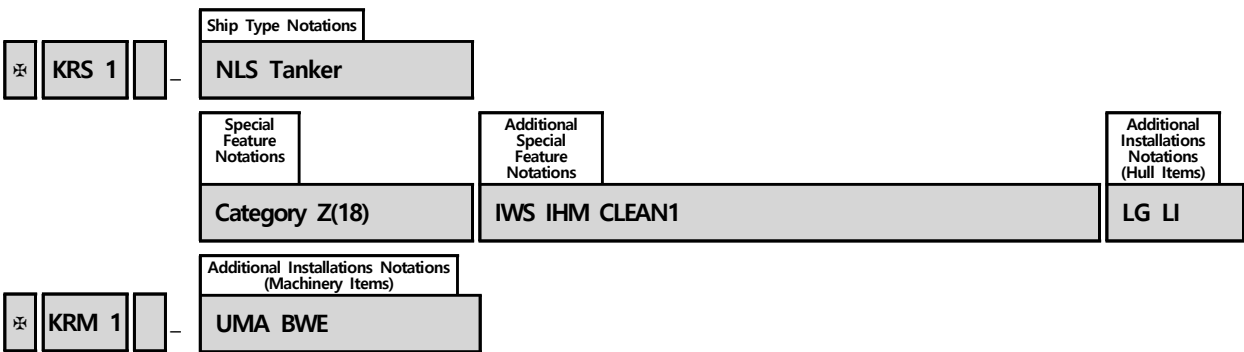 Ship Type Notations
✠ KRS 1 _ NLS Tanker
Special
Feature
Notations
Additional
Special
Feature
Notations
Additional
Installations
Notations
(Hull Items)
Category Z(18) IWS IHM CLEAN1 LG LI
Additional Installations Notations
(Machinery Items)
✠ KRM 1 _ UMA BWE